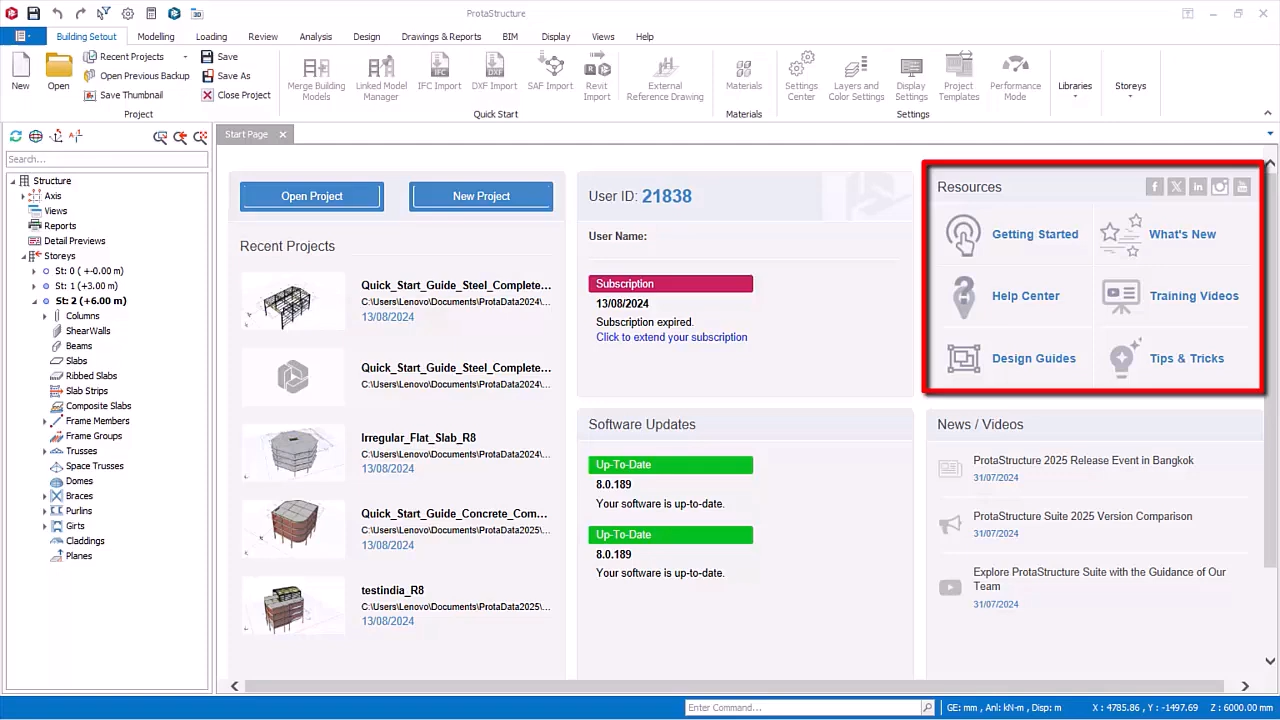 3D
ProtaStructure
Building Setout
Modelling
Loading
Review
Analysis
Design
Drawings & Reports
BIM
Display
Views
Help
New
Open
Recent Projects
Open Previous Backup
Save Thumbnail
Save
Save As
Close Project
Project
Merge Building
Models
Linked Model
Manager
IFC Import
DXF Import
SAF Import
Revit
Import
External
Reference Drawing
Quick Start
Materials
Materials
Settings
Center
Layers and
Color Settings
Display
Settings
Project
Templates
Performance
Mode
Settings
Libraries
Storeys
Search...
Structure
Axis
Views
Reports
Detail Previews
Storeys
St: 0 ( +-0.00 m)
St: 1 (+3.00 m)
St: 2 (+6.00 m)
Columns
ShearWalls
Beams
Slabs
Ribbed Slabs
Slab Strips
Composite Slabs
Frame Members
Frame Groups
Trusses
Space Trusses
Domes
Braces
Purlins
Girts
Claddings
Planes
Start Page
Open Project
New Project
Recent Projects
Quick_Start_Guide_Steel_Complete...
C:\Users\Lenovo\Documents\ProtaData2024\...
13/08/2024
Quick_Start_Guide_Steel_Complete...
C:\Users\Lenovo\Documents\ProtaData2024\...
Irregular_Flat_Slab_R8
C:\Users\Lenovo\Documents\ProtaData2024\...
13/08/2024
Quick_Start_Guide_Concrete_Com...
C:\Users\Lenovo\Documents\ProtaData2025\...
13/08/2024
testindia_R8
C:\Users\Lenovo\Documents\ProtaData2025\...
13/08/2024
User ID: 21838
User Name:
Subscription
13/08/2024
Subscription expired.
Click to extend your subscription
Software Updates
Up-To-Date
8.0.189
Your software is up-to-date.
Up-To-Date
8.0.189
Your software is up-to-date.
Resources
Getting Started
What's New
Help Center
Training Videos
Design Guides
Tips & Tricks
News / Videos
ProtaStructure 2025 Release Event in Bangkok
31/07/2024
ProtaStructure Suite 2025 Version Comparison
31/07/2024
Explore ProtaStructure Suite with the Guidance of Our
Team
31/07/2024
Enter Command...
GE: mm , Anl: kN-m , Disp: m
X : 4785.86 , Y : -1497.69
Z : 6000.00 mm